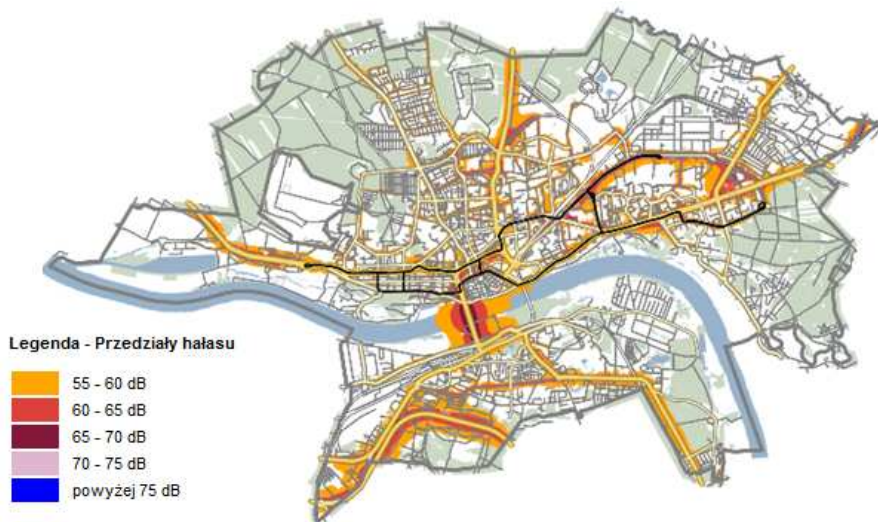 Legenda - Przedziały hałasu
55 - 60 dB
60 - 65 dB
65 - 70 dB
70 - 75 dB
powyżej 75 dB